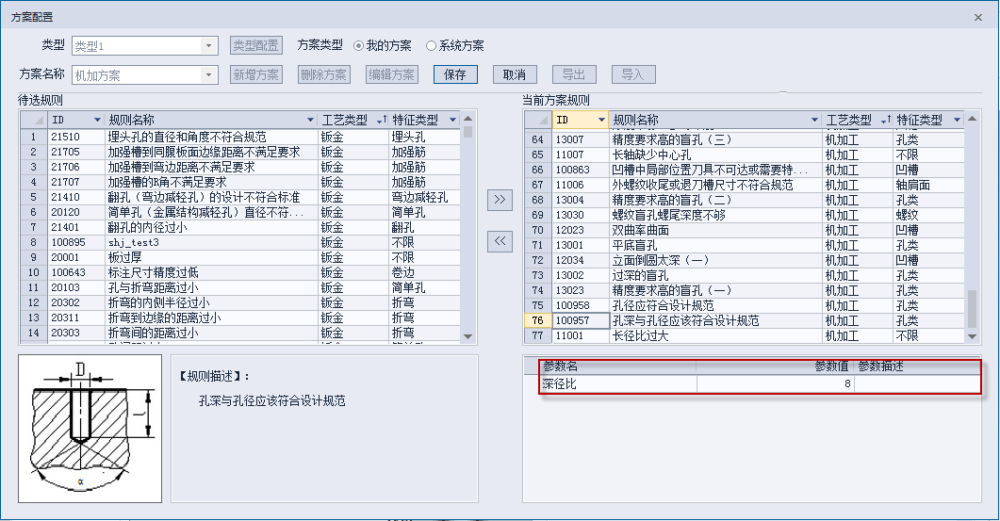 方案配置
类型 类型1 类型配置 方案类型 我的方案 系统方案
方案名称 机加方案 新增方案 删除方案 编辑方案 保存 取消 导出 导入
待选规则
ID 规则名称 工艺类型 特征类型
1 21510 埋头孔的直径和角度不符合规范 钣金 埋头孔
2 21705 加强槽到同腹板面边缘距离不满足要求 钣金 加强筋
3 21706 加强槽到弯边距离不满足要求 钣金 加强筋
4 21707 加强槽的R角不满足要求 钣金 加强筋
5 21410 翻孔（弯边减轻孔）的设计不符合标准 钣金 弯边减轻孔
6 20120 简单孔（金属结构减轻孔）直径不符... 钣金 简单孔
7 21401 翻孔的内径过小 钣金 翻孔
8 100895 shj_test3 钣金 不限
9 20001 板过厚 钣金 不限
10 100643 标注尺寸精度过低 钣金 卷边
11 20103 孔与折弯距离过小 钣金 简单孔
12 20302 折弯的内侧半径过小 钣金 折弯
13 20311 折弯到边缘的距离过小 钣金 折弯
14 20303 折弯间的距离过小 钣金 折弯
>>
<<
当前方案规则
ID 规则名称 工艺类型 特征类型
64 13007 精度要求高的盲孔（三） 机加工 孔类
65 11007 长轴缺少中心孔 机加工 不限
66 100863 凹槽中局部位置刀具不可达或需要特... 机加工 凹槽
67 11006 外螺纹收尾或退刀槽尺寸不符合规范 机加工 轴肩面
68 13004 精度要求高的盲孔（二） 机加工 孔类
69 13030 螺纹盲孔螺尾深度不够 机加工 螺纹
70 12023 双曲率曲面 机加工 凹槽
71 13001 平底盲孔 机加工 孔类
72 12034 立面倒圆太深（一） 机加工 凹槽
73 13002 过深的盲孔 机加工 孔类
74 13023 精度要求高的盲孔（一） 机加工 孔类
75 100958 孔径应符合设计规范 机加工 孔类
76 100957 孔深与孔径应该符合设计规范 机加工 孔类
77 11001 长径比过大 机加工 不限
D
l
α
【规则描述】：
孔深与孔径应该符合设计规范
参数名 参数值 参数描述
深径比 8